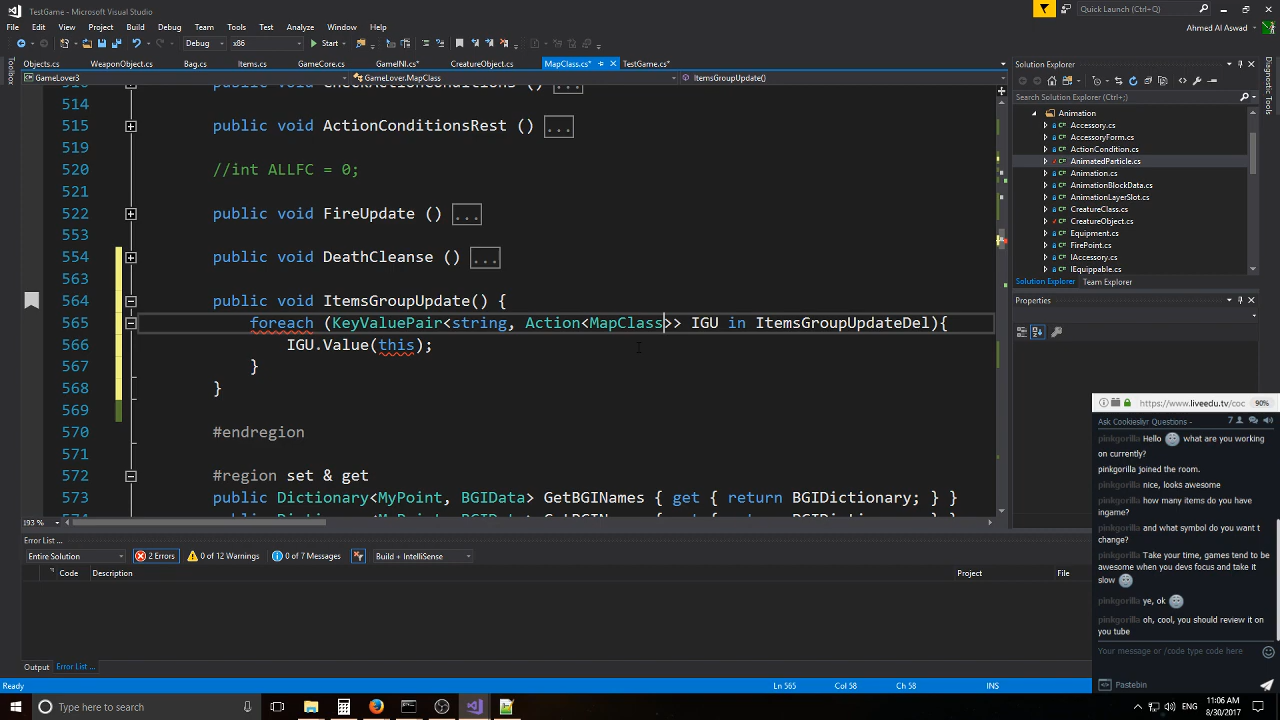 TestGame - Microsoft Visual Studio
Quick Launch (Ctrl+;)
File Edit View Project Build Debug Team Tools Test Analyze Window Help
Ahmed Al Aswad
Debug x86 Start
Objects.cs WeaponObject.cs Bag.cs Items.cs GameCore.cs GameNI.cs* CreatureObject.cs MapClass.cs* TestGame.cs*
GameLover3 GameLover.MapClass ItemsGroupUpdate()
Toolbox
514
515 public void ActionConditionsRest () ...
519
520 //int ALLFC = 0;
521
522 public void FireUpdate () ...
553
554 public void DeathCleanse () ...
563
564 public void ItemsGroupUpdate() {
565 foreach (KeyValuePair<string, Action<MapClass>> IGU in ItemsGroupUpdateDel){
566 IGU.Value(this);
567 }
568 }
569
570 #endregion
571
572 #region set & get
573 public Dictionary<MyPoint, BGIData> GetBGINames { get { return BGIDictionary; } }
193 %
Error List ...
Entire Solution 2 Errors 0 of 12 Warnings 0 of 7 Messages Build + IntelliSense
Code Description Project File
Output Error List ...
Ready Ln 565 Col 58 Ch 58 INS
Solution Explorer
Search Solution Explorer (Ctrl+;)
Animation
Accessory.cs
AccessoryForm.cs
ActionCondition.cs
AnimatedParticle.cs
Animation.cs
AnimationBlockData.cs
AnimationLayerSlot.cs
CreatureClass.cs
CreatureObject.cs
Equipment.cs
FirePoint.cs
IAccessory.cs
IEquippable.cs
Solution Explorer Team Explorer
Properties
Diagnostic Tools
https://www.liveedu.tv/coc 90%
Ask Cookiesliyr Questions - 7
pinkgorilla Hello what are you working
on currently?
pinkgorilla joined the room.
pinkgorilla nice, looks awesome
pinkgorilla how many items do you have
ingame?
pinkgorilla and what symbol do you want t
change?
pinkgorilla Take your time, games tend to be
awesome when you devs focus and take it
slow
pinkgorilla ye, ok
pinkgorilla oh, cool, you should review it on
you tube
Your message or /code type code here
Pastebin
Type here to search
ENG
11:06 AM
8/30/2017